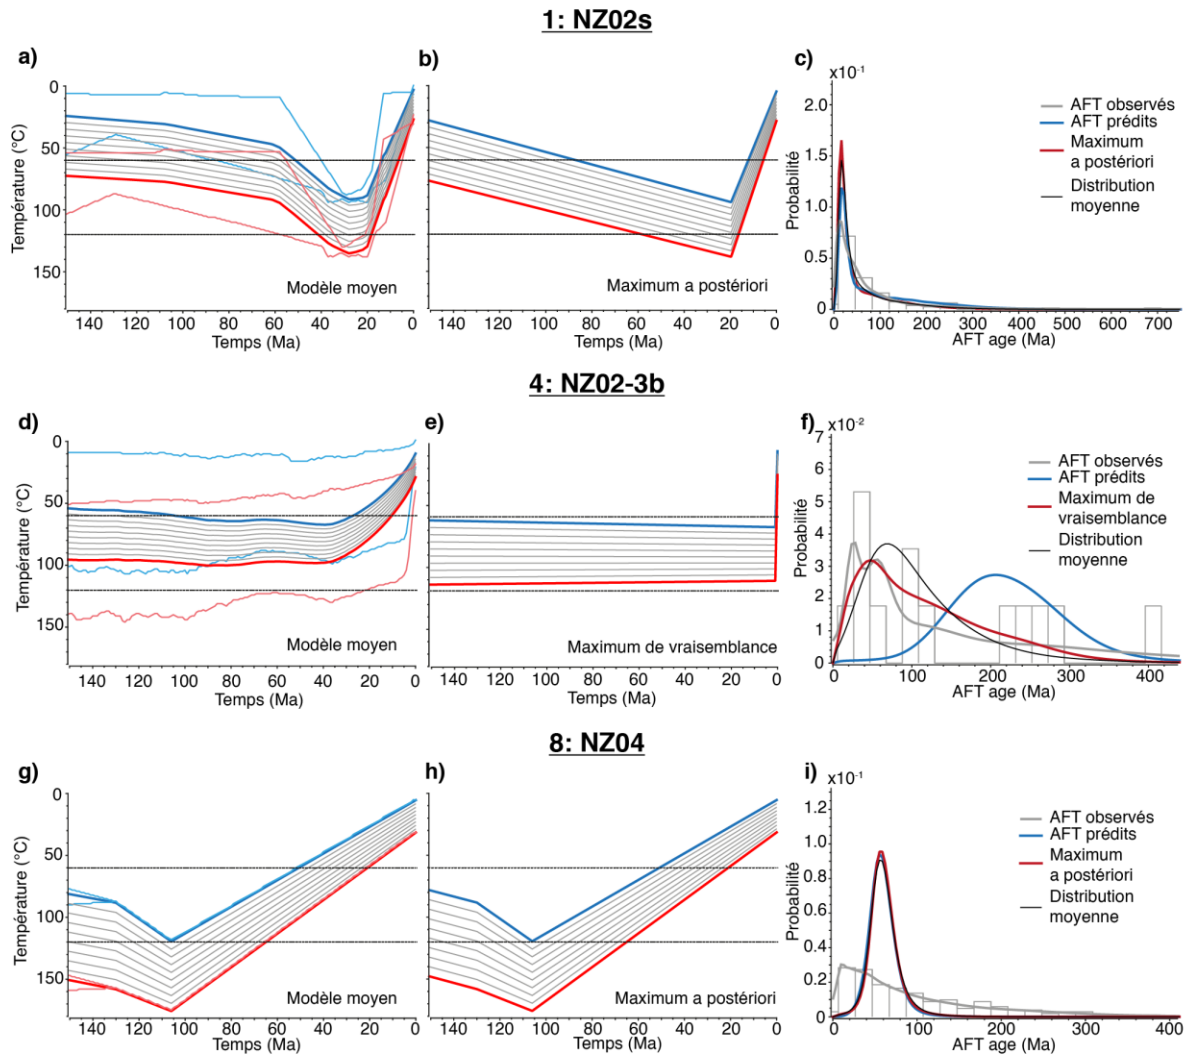 1: NZ02s
a)
b)
c)
0
50
100
150
Température (°C)
Modèle moyen
140 120 100 80 60 40 20 0
Temps (Ma)
Maximum a postériori
140 120 100 80 60 40 20 0
Temps (Ma)
x10⁻¹
2.0
1.5
1.0
0.5
0
Probabilité
AFT observés
AFT prédits
Maximum
a postériori
Distribution
moyenne
0 100 200 300 400 500 600 700
AFT age (Ma)
4: NZ02-3b
d)
e)
f)
0
50
100
150
Température (°C)
Modèle moyen
140 120 100 80 60 40 20 0
Temps (Ma)
Maximum de vraisemblance
140 120 100 80 60 40 20 0
Temps (Ma)
x10⁻²
7
6
5
4
3
2
1
0
Probabilité
AFT observés
AFT prédits
Maximum de
vraisemblance
Distribution
moyenne
0 100 200 300 400
AFT age (Ma)
8: NZ04
g)
h)
i)
0
50
100
150
Température (°C)
Modèle moyen
140 120 100 80 60 40 20 0
Temps (Ma)
Maximum a postériori
140 120 100 80 60 40 20 0
Temps (Ma)
x10⁻¹
1.2
1.0
0.8
0.6
0.4
0.2
0
Probabilité
AFT observés
AFT prédits
Maximum
a postériori
Distribution
moyenne
0 100 200 300 400
AFT age (Ma)